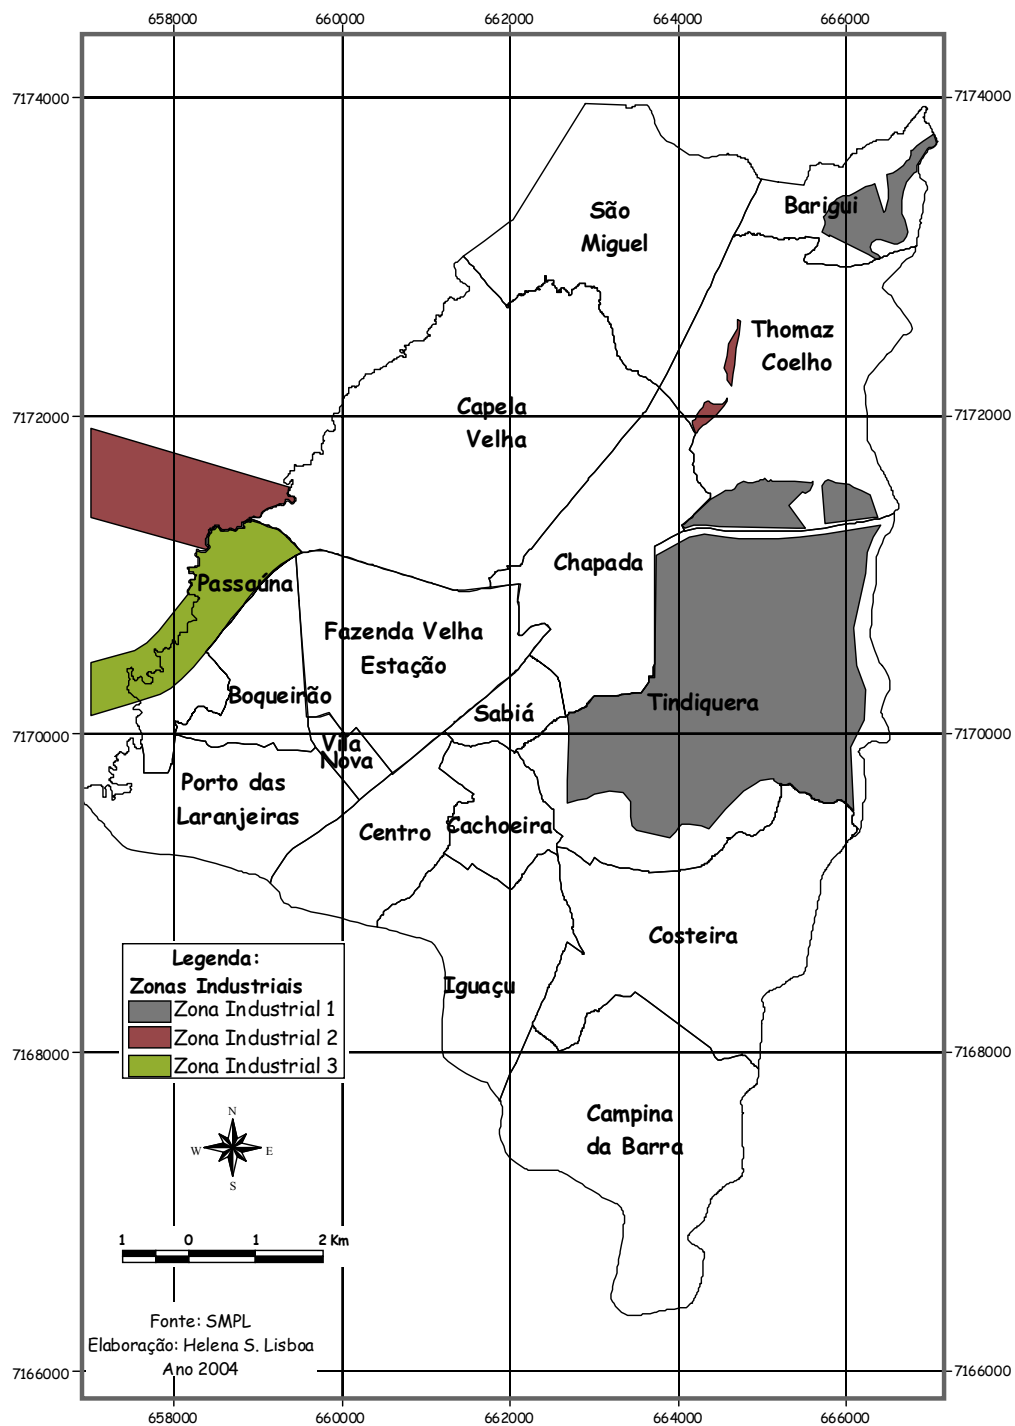 658000 660000 662000 664000 666000
7174000 7174000
São
Miguel
Barigui
Thomaz
Coelho
7172000 7172000
Capela
Velha
Chapada
Passaúna
Fazenda Velha
Estação
Boqueirão
Sabiá
Tindiquera
7170000 7170000
Vila
Nova
Porto das
Laranjeiras
Centro
Cachoeira
Costeira
Iguaçu
Legenda:
Zonas Industriais
Zona Industrial 1
Zona Industrial 2
Zona Industrial 3
7168000 7168000
Campina
da Barra
N
W E
S
1 0 1 2 Km
Fonte: SMPL
Elaboração: Helena S. Lisboa
Ano 2004
7166000 7166000
658000 660000 662000 664000 666000